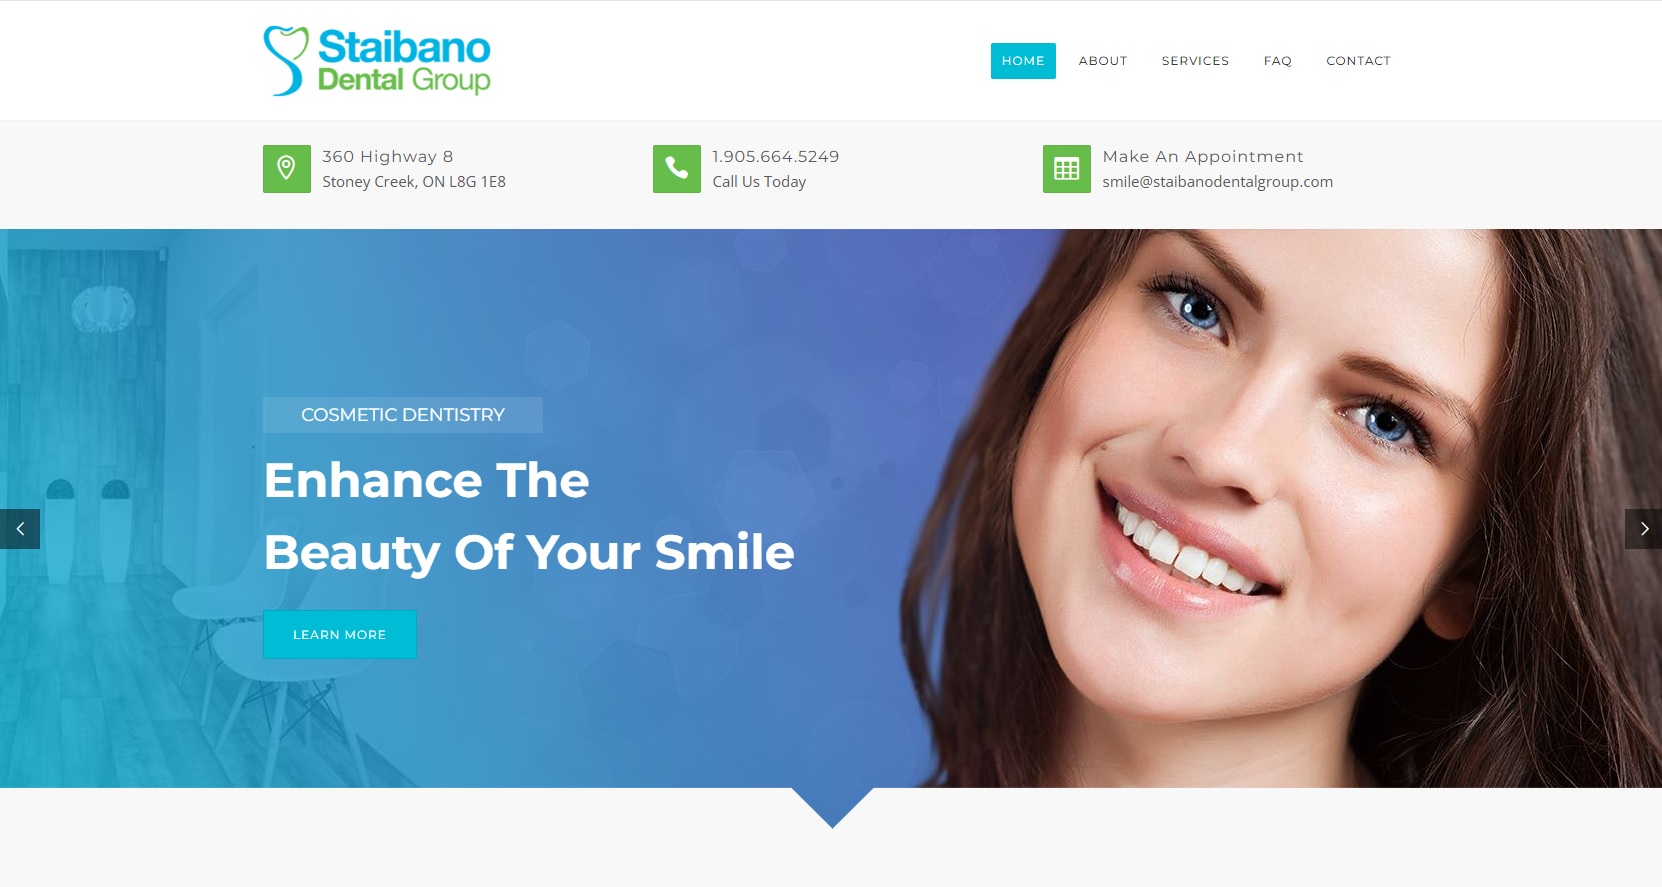 Staibano
Dental Group
HOME ABOUT SERVICES FAQ CONTACT
360 Highway 8
Stoney Creek, ON L8G 1E8
1.905.664.5249
Call Us Today
Make An Appointment
smile@staibanodentalgroup.com
COSMETIC DENTISTRY
Enhance The
Beauty Of Your Smile
LEARN MORE